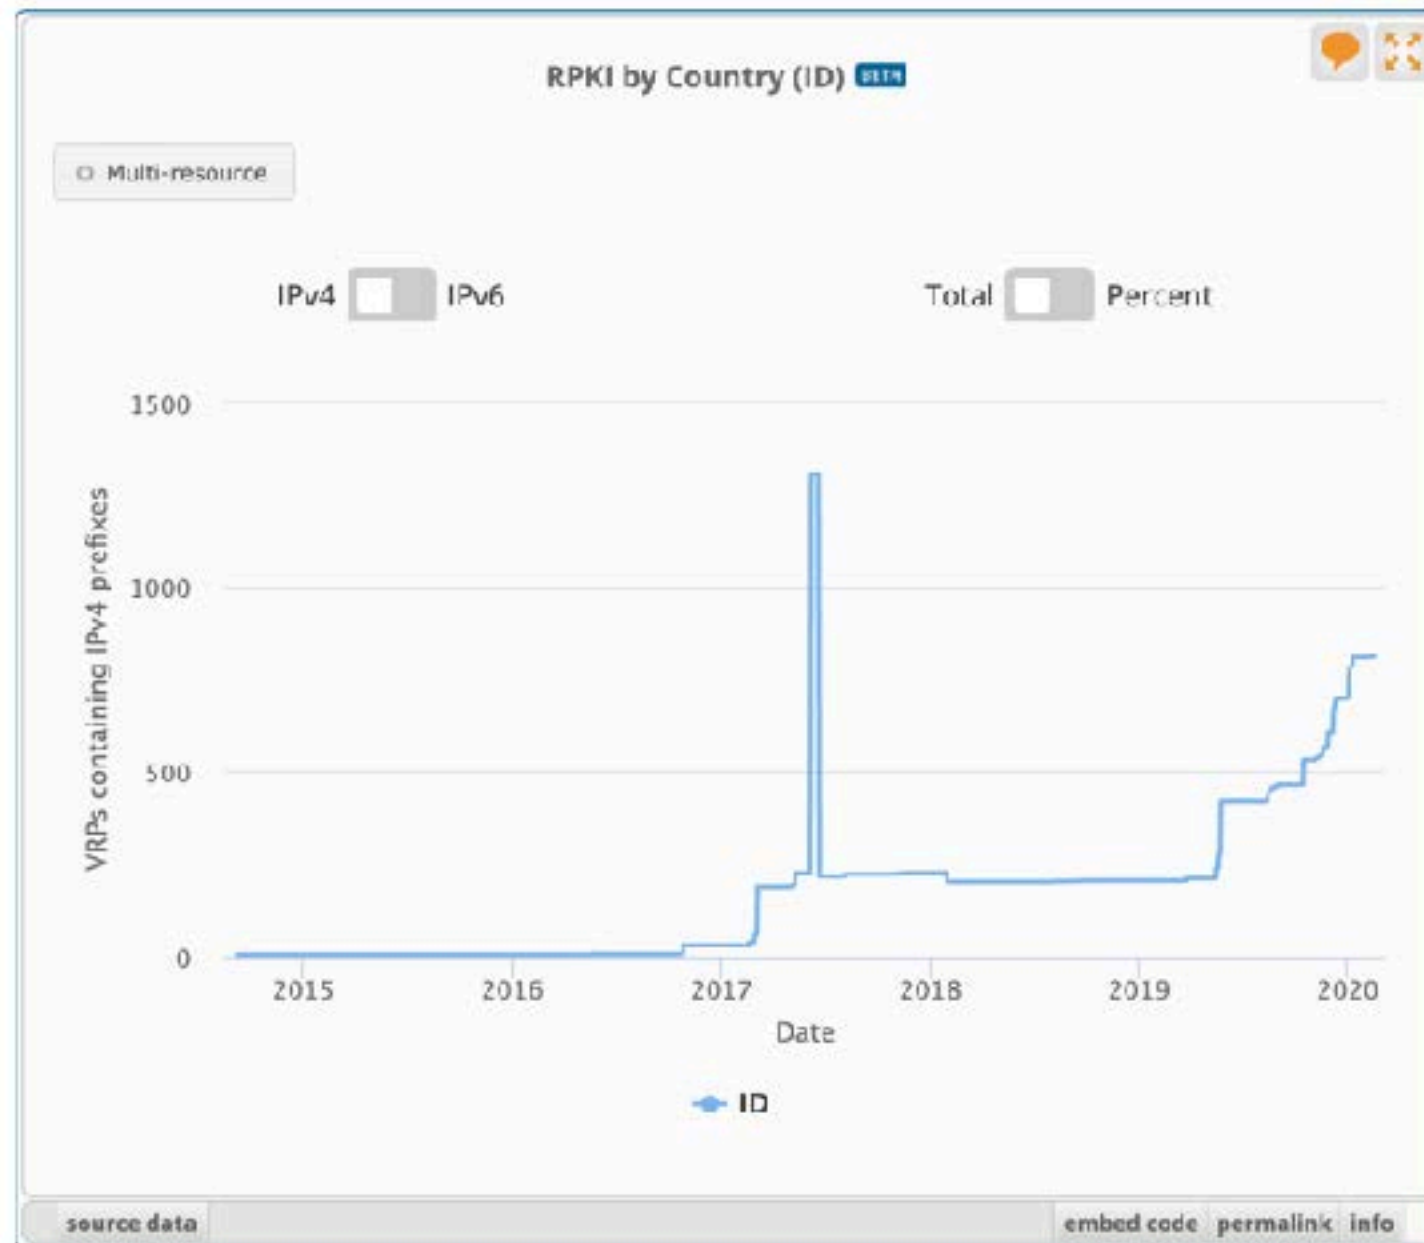 RPKI by Country (ID) BETA
Multi-resource
IPv4 IPv6 Total Percent
1500
1000
500
0
VRPs containing IPv4 prefixes
2015 2016 2017 2018 2019 2020
Date
ID
source data embed code permalink info